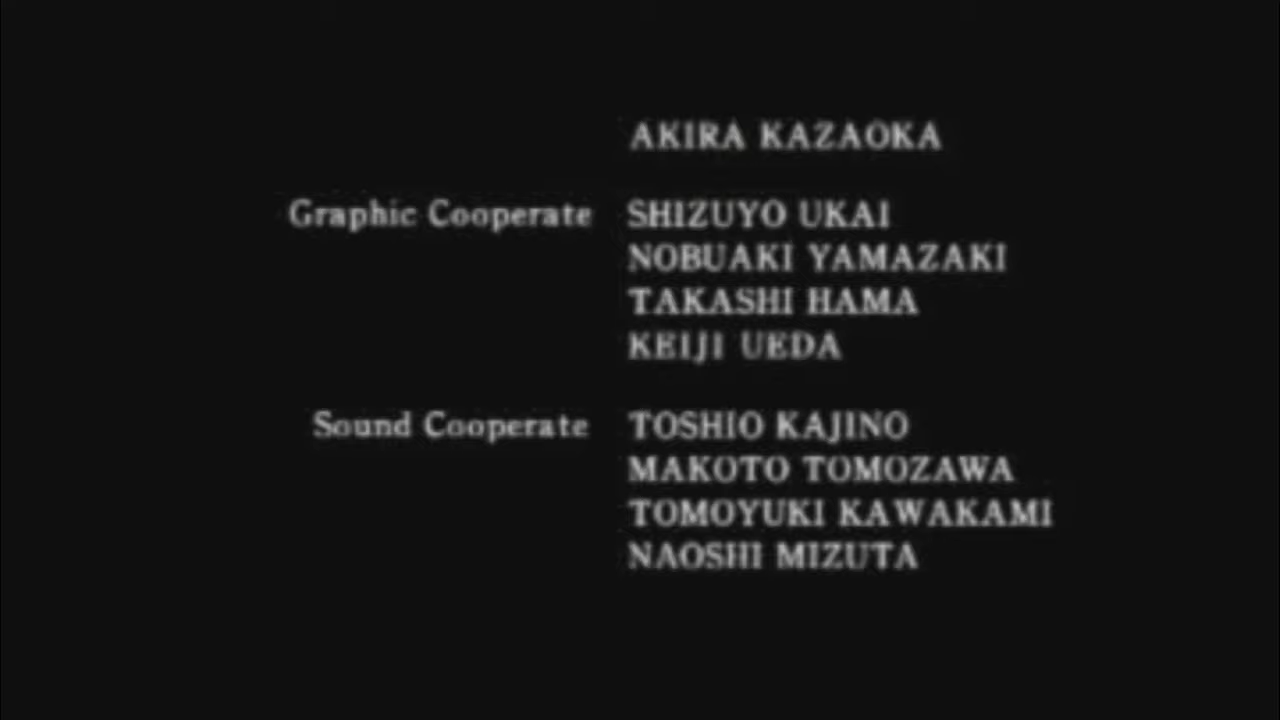 AKIRA KAZAOKA
Graphic Cooperate SHIZUYO UKAI
NOBUAKI YAMAZAKI
TAKASHI HAMA
KEIJI UEDA
Sound Cooperate TOSHIO KAJINO
MAKOTO TOMOZAWA
TOMOYUKI KAWAKAMI
NAOSHI MIZUTA